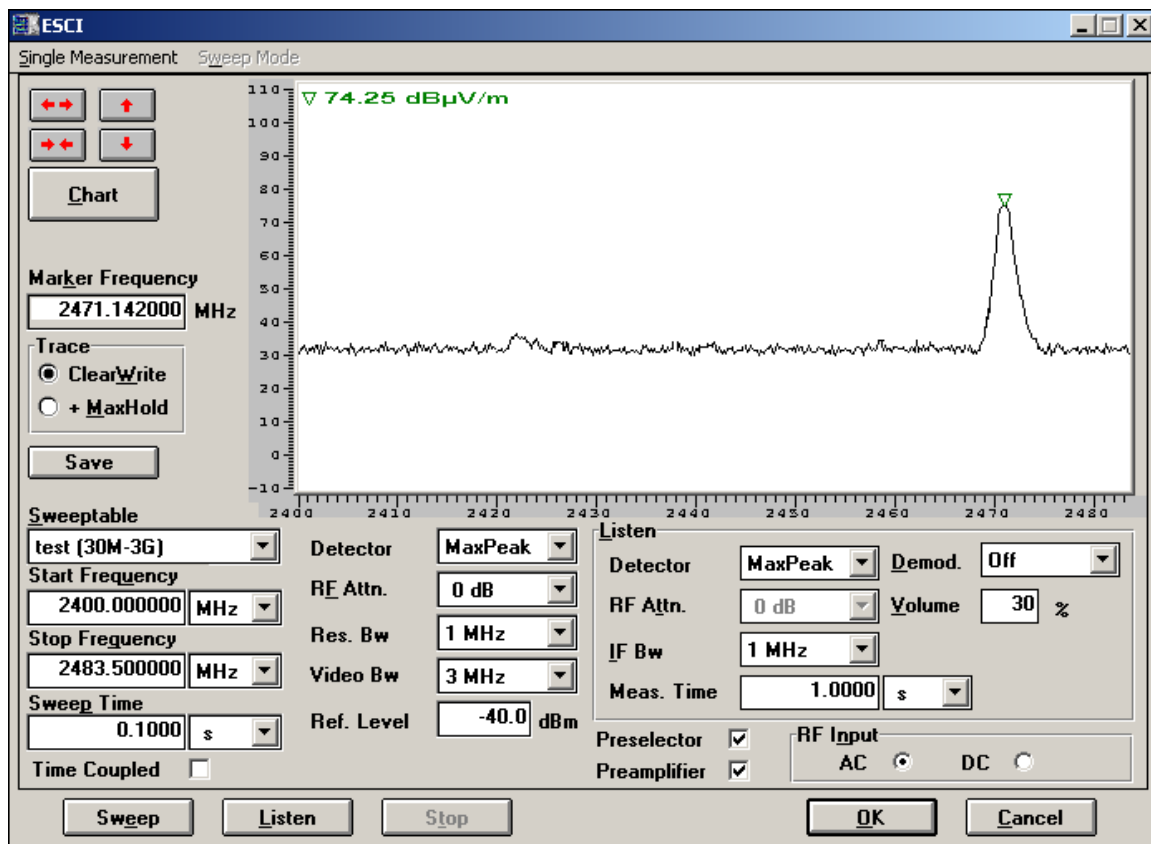 ESCI
Single Measurement Sweep Mode
▽ 74.25 dBµV/m
110
100
90
80
70
60
50
40
30
20
10
0
-10
2400 2410 2420 2430 2440 2450 2460 2470 2480
Chart
Marker Frequency
2471.142000 MHz
Trace
ClearWrite
+ MaxHold
Save
Sweeptable
test (30M-3G)
Start Frequency
2400.000000 MHz
Stop Frequency
2483.500000 MHz
Sweep Time
0.1000 s
Time Coupled
Detector MaxPeak
RF Attn. 0 dB
Res. Bw 1 MHz
Video Bw 3 MHz
Ref. Level -40.0 dBm
Listen
Detector MaxPeak Demod. Off
RF Attn. 0 dB Volume 30 %
IF Bw 1 MHz
Meas. Time 1.0000 s
Preselector
Preamplifier
RF Input
AC DC
Sweep Listen Stop OK Cancel